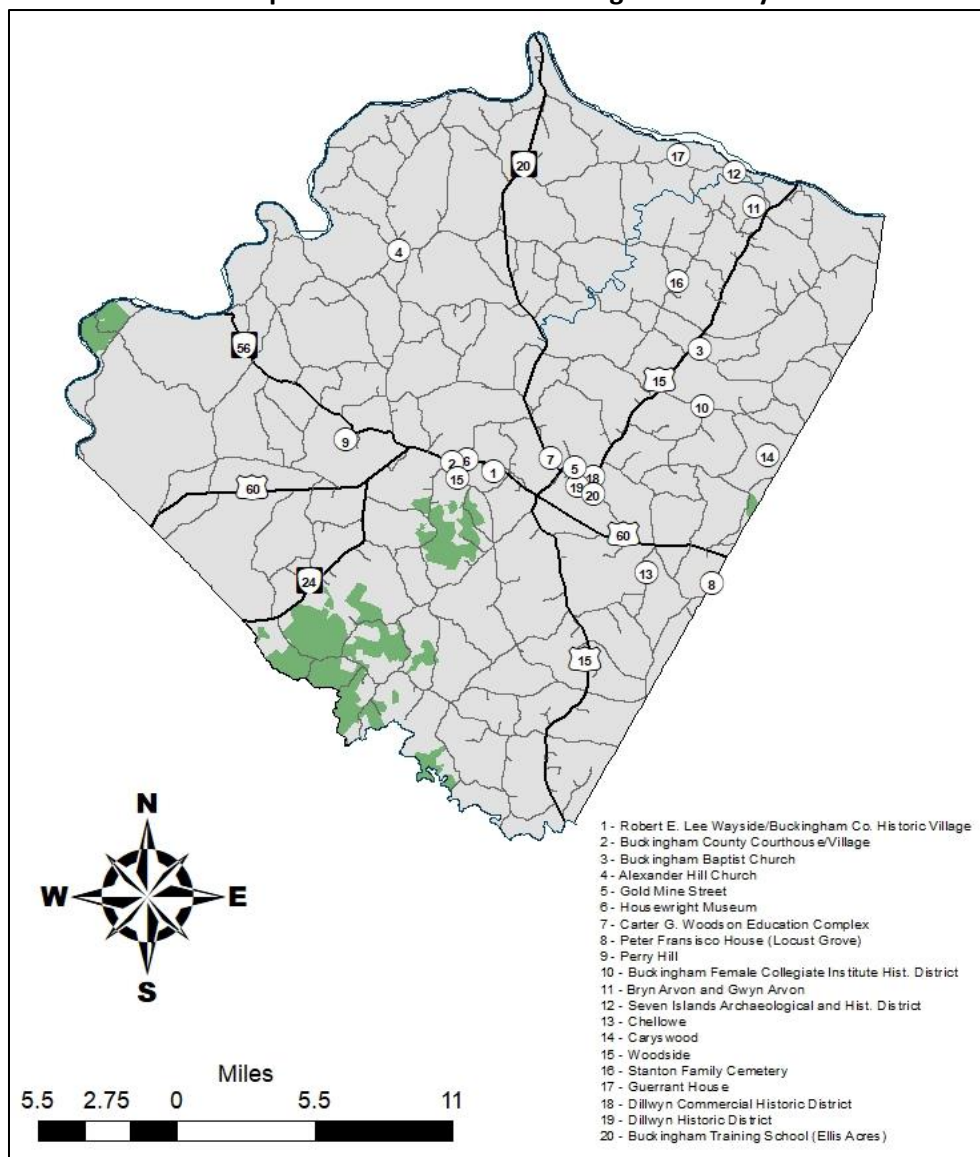 20
17
12
11
4
16
56
3
15
10
9
2
6
7
5
14
15
1
18
19
20
60
60
24
13
8
15
N
W
E
S
1 - Robert E. Lee Wayside/Buckingham Co. Historic Village
2 - Buckingham County Courthouse/Village
3 - Buckingham Baptist Church
4 - Alexander Hill Church
5 - Gold Mine Street
6 - Housewright Museum
7 - Carter G. Woodson Education Complex
8 - Peter Fransisco House (Locust Grove)
9 - Perry Hill
10 - Buckingham Female Collegiate Institute Hist. District
11 - Bryn Arvon and Gwyn Arvon
12 - Seven Islands Archaeological and Hist. District
13 - Chellowe
14 - Caryswood
15 - Woodside
16 - Stanton Family Cemetery
17 - Guerrant House
18 - Dillwyn Commercial Historic District
19 - Dillwyn Historic District
20 - Buckingham Training School (Ellis Acres)
Miles
5.5 2.75 0 5.5 11